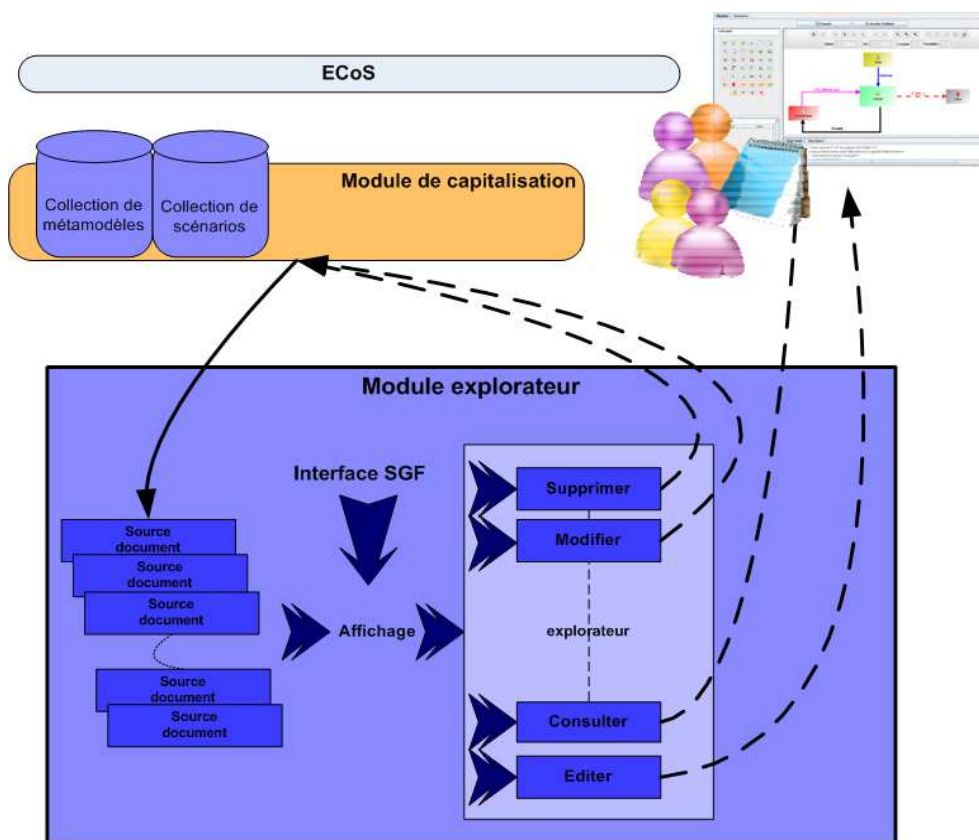 ECoS
Module de capitalisation
Collection de
métamodèles
Collection de
scénarios
Module explorateur
Interface SGF
Source
document
Source
document
Source
document
Source
document
Source
document
Affichage
Supprimer
Modifier
explorateur
Consulter
Editer